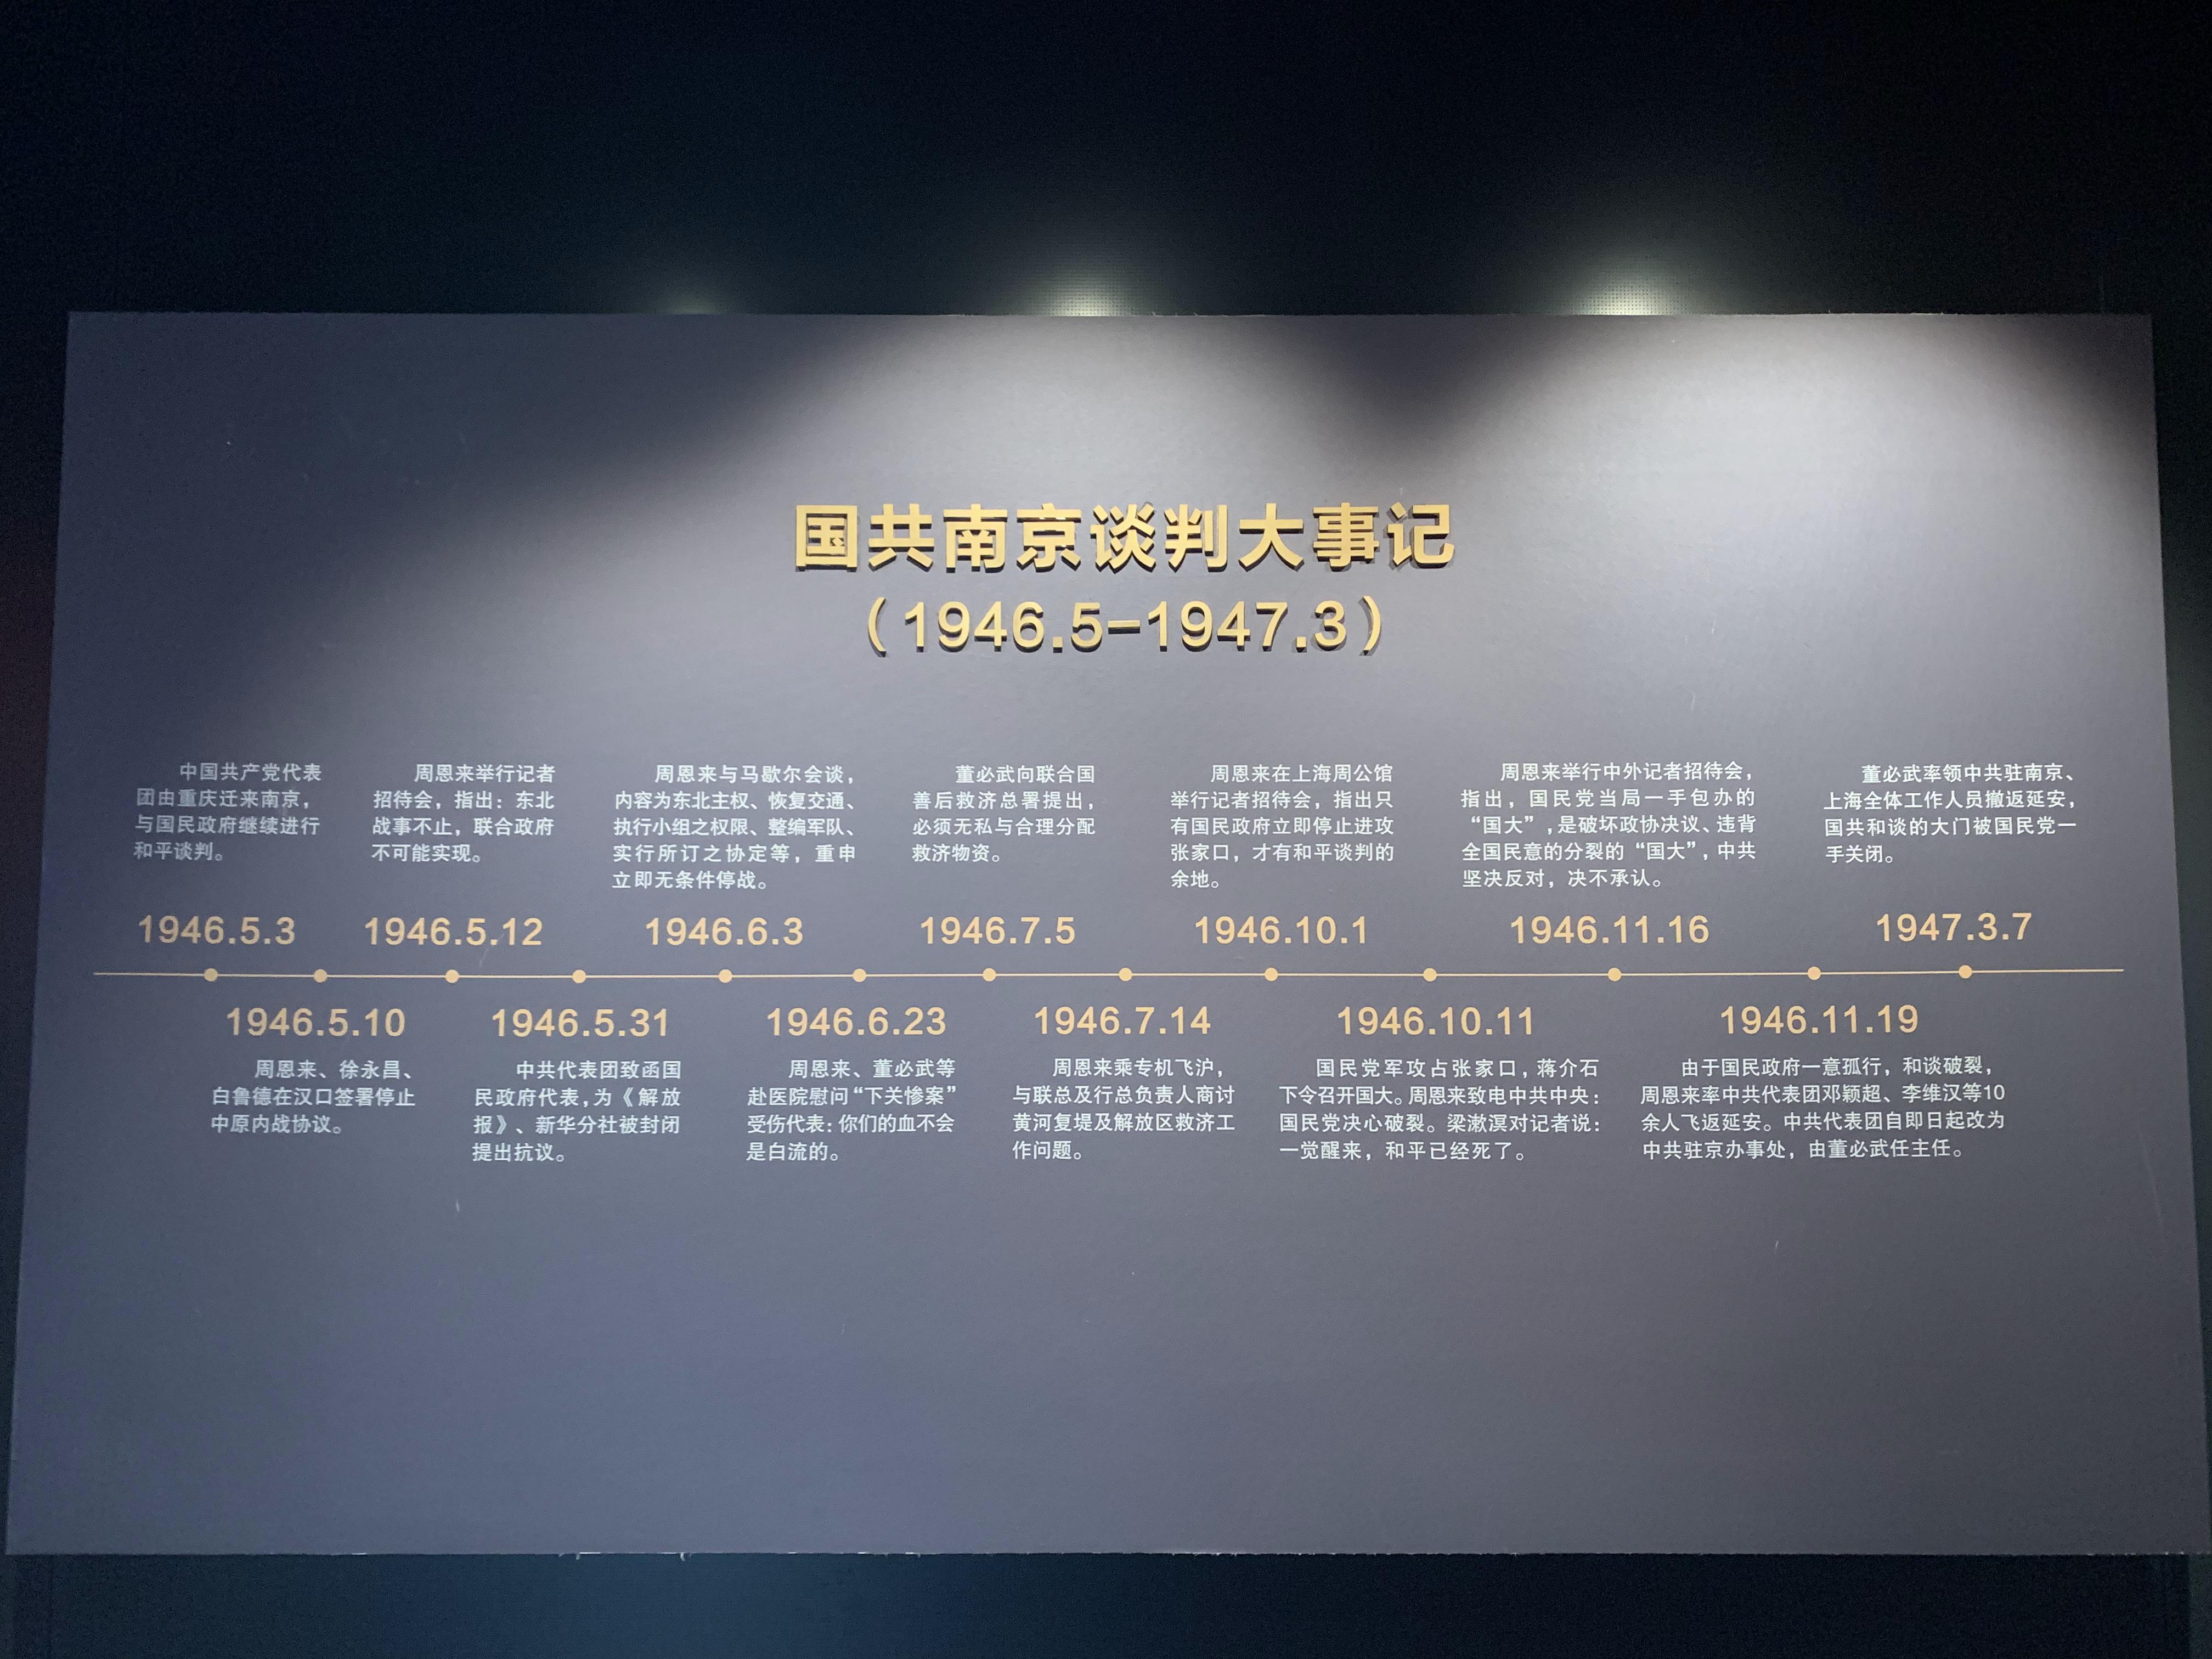 国共南京谈判大事记
（1946.5-1947.3）
中国共产党代表
团由重庆迁来南京，
与国民政府继续进行
和平谈判。
1946.5.3
1946.5.10
周恩来、徐永昌、
白鲁德在汉口签署停止
中原内战协议。
周恩来举行记者
招待会，指出：东北
战事不止，联合政府
不可能实现。
1946.5.12
1946.5.31
中共代表团致函国
民政府代表，为《解放
报》、新华分社被封闭
提出抗议。
周恩来与马歇尔会谈，
内容为东北主权、恢复交通、
执行小组之权限、整编军队、
实行所订之协定等，重申
立即无条件停战。
1946.6.3
1946.6.23
周恩来、董必武等
赴医院慰问“下关惨案”
受伤代表：你们的血不会
是白流的。
董必武向联合国
善后救济总署提出，
必须无私与合理分配
救济物资。
1946.7.5
1946.7.14
周恩来乘专机飞沪，
与联总及行总负责人商讨
黄河复堤及解放区救济工
作问题。
周恩来在上海周公馆
举行记者招待会，指出只
有国民政府立即停止进攻
张家口，才有和平谈判的
余地。
1946.10.1
1946.10.11
国民党军攻占张家口，蒋介石
下令召开国大。周恩来致电中共中央：
国民党决心破裂。梁漱溟对记者说：
一觉醒来，和平已经死了。
周恩来举行中外记者招待会，
指出，国民党当局一手包办的
“国大”，是破坏政协决议、违背
全国民意的分裂的“国大”，中共
坚决反对，决不承认。
1946.11.16
1946.11.19
由于国民政府一意孤行，和谈破裂，
周恩来率中共代表团邓颖超、李维汉等10
余人飞返延安。中共代表团自即日起改为
中共驻京办事处，由董必武任主任。
董必武率领中共驻南京、
上海全体工作人员撤返延安，
国共和谈的大门被国民党一
手关闭。
1947.3.7